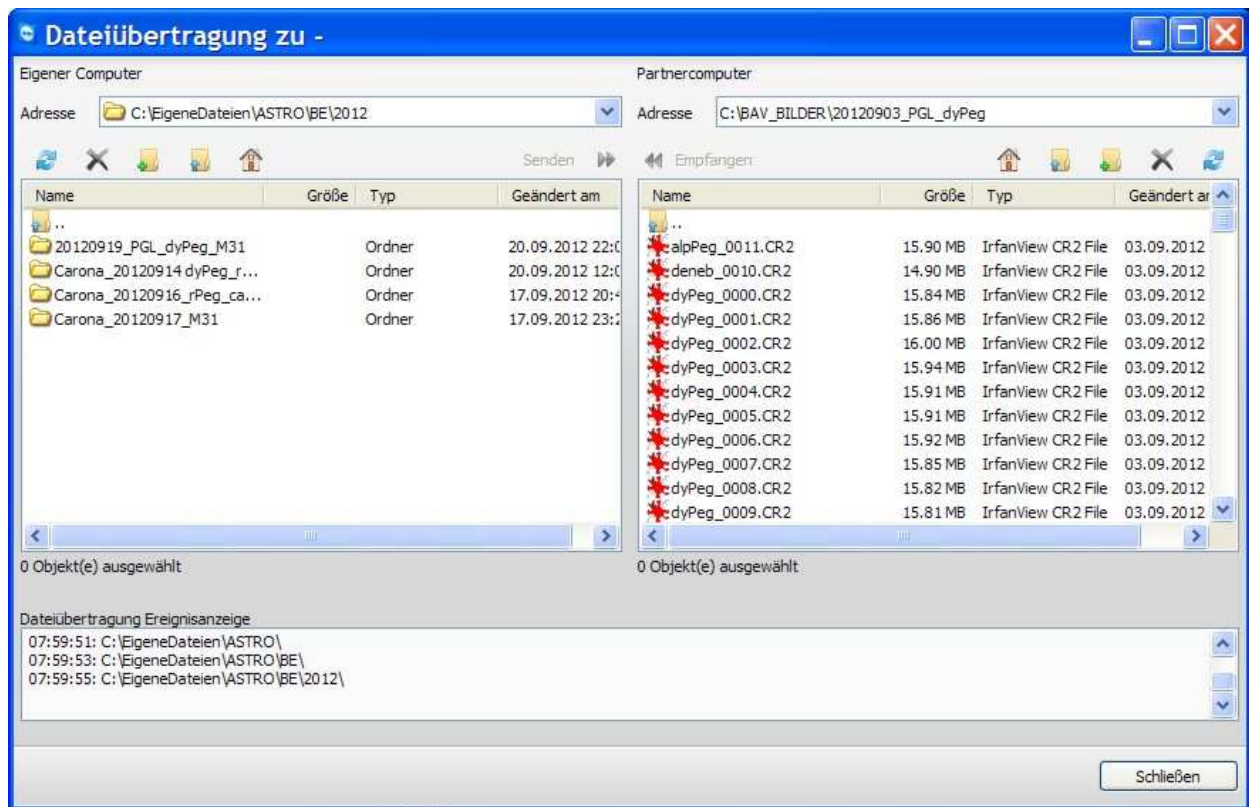 Dateiübertragung zu -
Eigener Computer
Adresse C:\EigeneDateien\ASTRO\BE\2012
Senden
Name Größe Typ Geändert am
..
20120919_PGL_dyPeg_M31 Ordner 20.09.2012 22:0
Carona_20120914 dyPeg_r... Ordner 20.09.2012 12:0
Carona_20120916_rPeg_ca... Ordner 17.09.2012 20:4
Carona_20120917_M31 Ordner 17.09.2012 23:2
0 Objekt(e) ausgewählt
Partnercomputer
Adresse C:\BAV_BILDER\20120903_PGL_dyPeg
Empfangen
Name Größe Typ Geändert ar
..
alpPeg_0011.CR2 15.90 MB IrfanView CR2 File 03.09.2012
deneb_0010.CR2 14.90 MB IrfanView CR2 File 03.09.2012
dyPeg_0000.CR2 15.84 MB IrfanView CR2 File 03.09.2012
dyPeg_0001.CR2 15.86 MB IrfanView CR2 File 03.09.2012
dyPeg_0002.CR2 16.00 MB IrfanView CR2 File 03.09.2012
dyPeg_0003.CR2 15.94 MB IrfanView CR2 File 03.09.2012
dyPeg_0004.CR2 15.91 MB IrfanView CR2 File 03.09.2012
dyPeg_0005.CR2 15.91 MB IrfanView CR2 File 03.09.2012
dyPeg_0006.CR2 15.92 MB IrfanView CR2 File 03.09.2012
dyPeg_0007.CR2 15.85 MB IrfanView CR2 File 03.09.2012
dyPeg_0008.CR2 15.82 MB IrfanView CR2 File 03.09.2012
dyPeg_0009.CR2 15.81 MB IrfanView CR2 File 03.09.2012
0 Objekt(e) ausgewählt
Dateiübertragung Ereignisanzeige
07:59:51: C:\EigeneDateien\ASTRO\
07:59:53: C:\EigeneDateien\ASTRO\BE\
07:59:55: C:\EigeneDateien\ASTRO\BE\2012\
Schließen